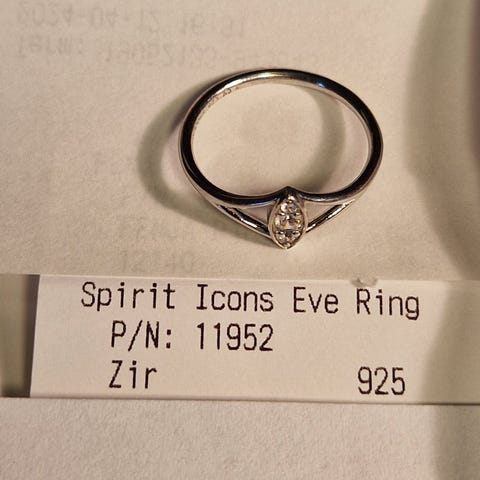 Spirit Icons Eve Ring
P/N: 11952
Zir 925